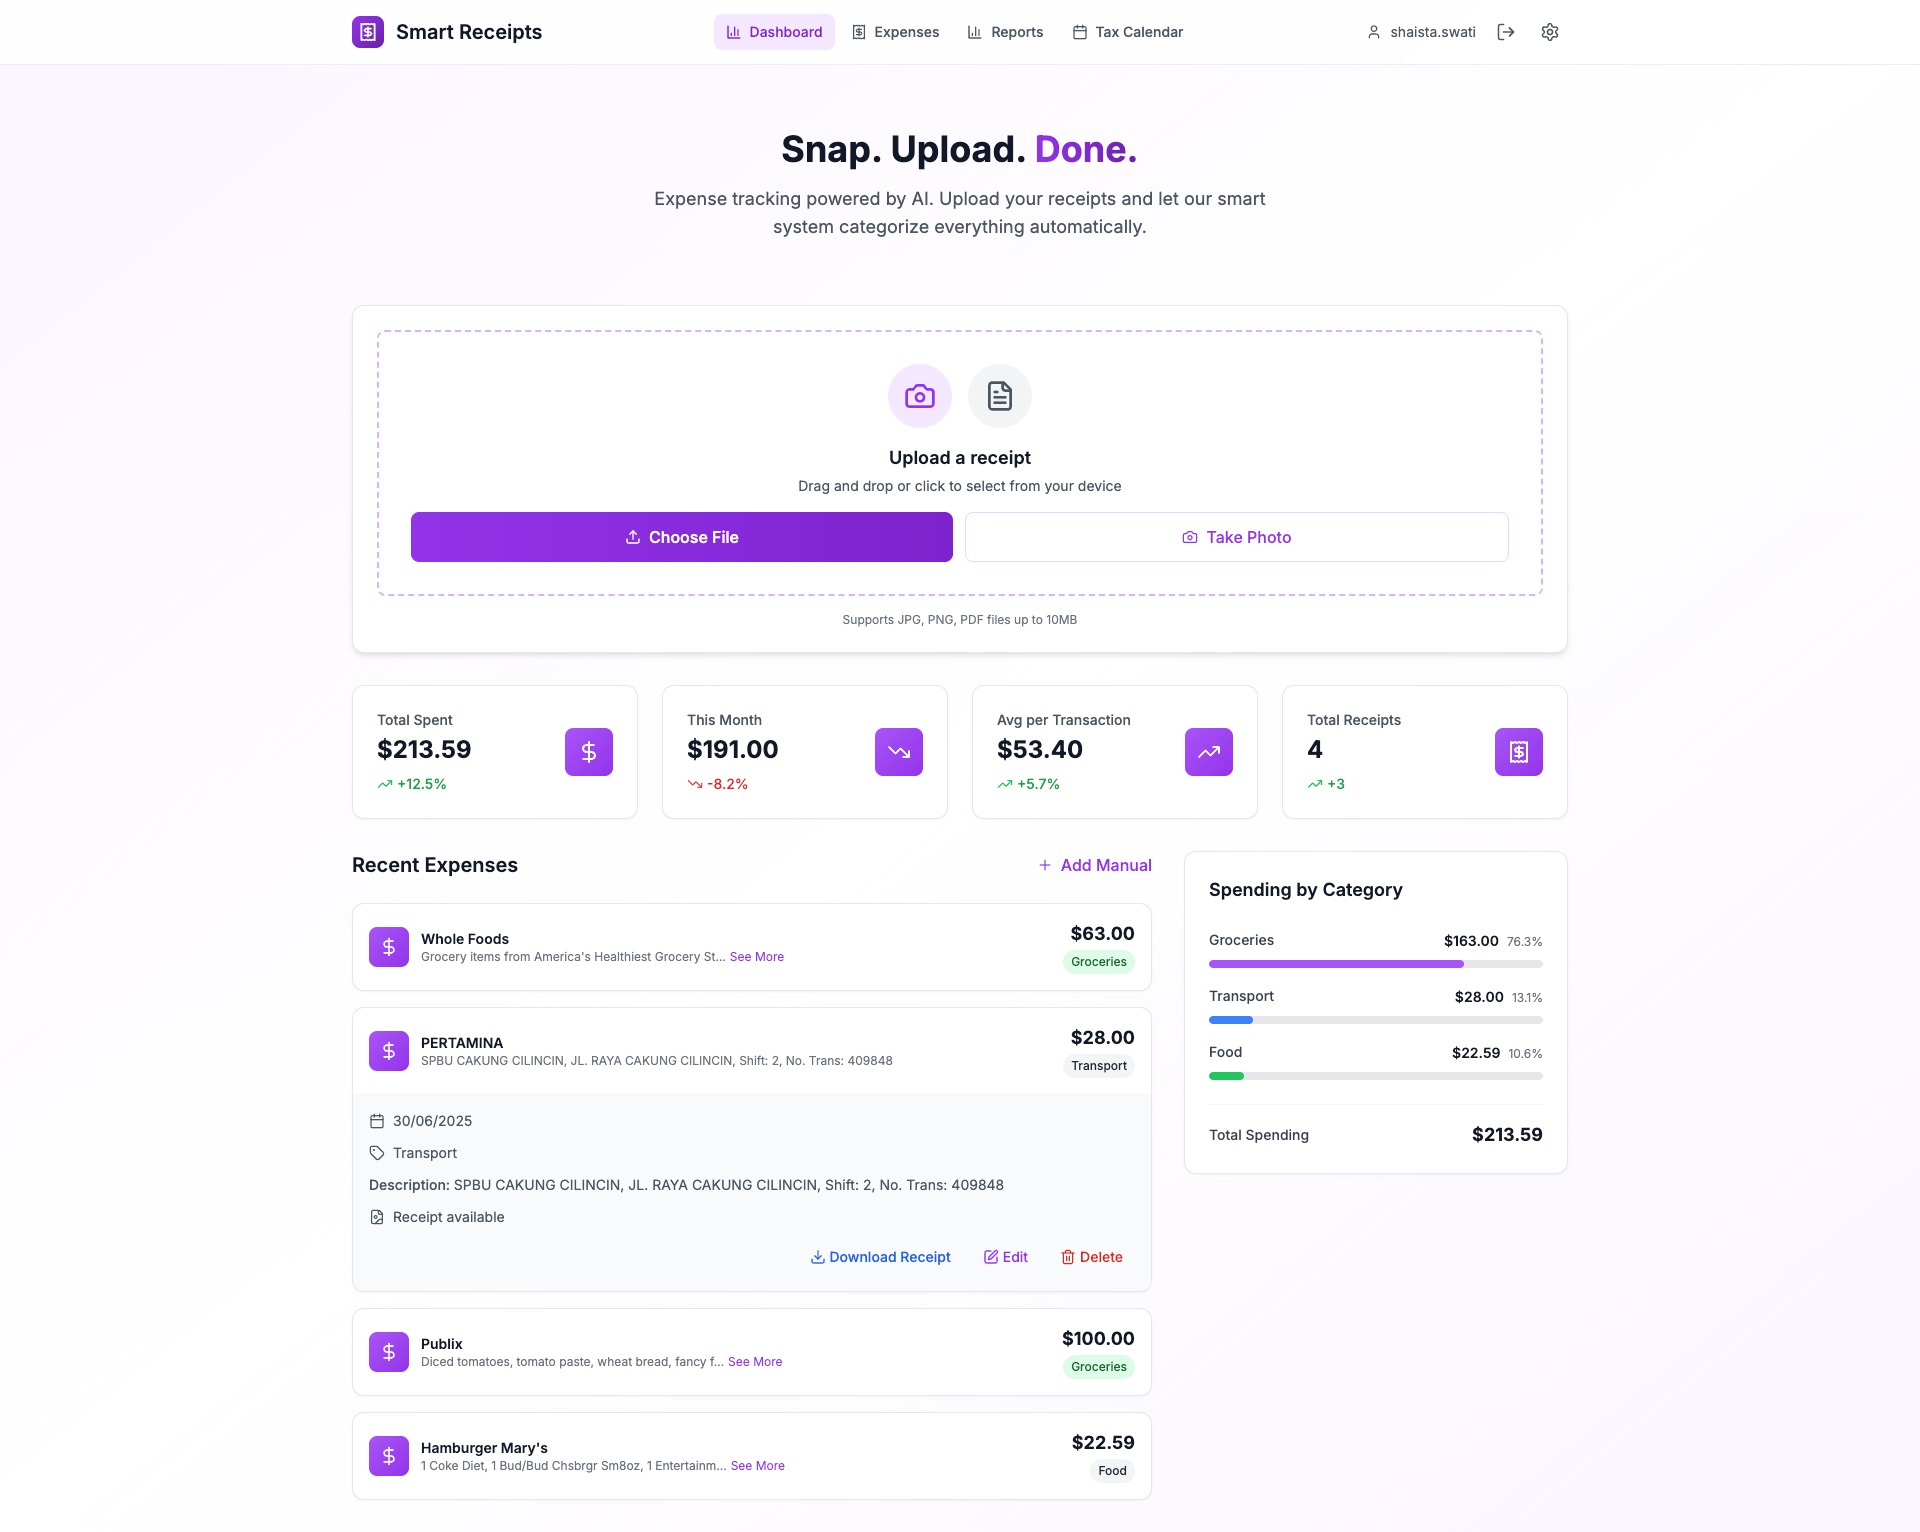 Smart Receipts
Dashboard
Expenses
Reports
Tax Calendar
shaista.swati
Snap. Upload. Done.
Expense tracking powered by AI. Upload your receipts and let our smart
system categorize everything automatically.
Upload a receipt
Drag and drop or click to select from your device
Choose File
Take Photo
Supports JPG, PNG, PDF files up to 10MB
Total Spent
$213.59
+12.5%
This Month
$191.00
-8.2%
Avg per Transaction
$53.40
+5.7%
Total Receipts
4
+3
Recent Expenses
+ Add Manual
Whole Foods
Grocery items from America's Healthiest Grocery St... See More
$63.00
Groceries
PERTAMINA
SPBU CAKUNG CILINCIN, JL. RAYA CAKUNG CILINCIN, Shift: 2, No. Trans: 409848
$28.00
Transport
30/06/2025
Transport
Description: SPBU CAKUNG CILINCIN, JL. RAYA CAKUNG CILINCIN, Shift: 2, No. Trans: 409848
Receipt available
Download Receipt
Edit
Delete
Publix
Diced tomatoes, tomato paste, wheat bread, fancy f... See More
$100.00
Groceries
Hamburger Mary's
1 Coke Diet, 1 Bud/Bud Chsbrgr Sm8oz, 1 Entertainm... See More
$22.59
Food
Spending by Category
Groceries $163.00 76.3%
Transport $28.00 13.1%
Food $22.59 10.6%
Total Spending $213.59